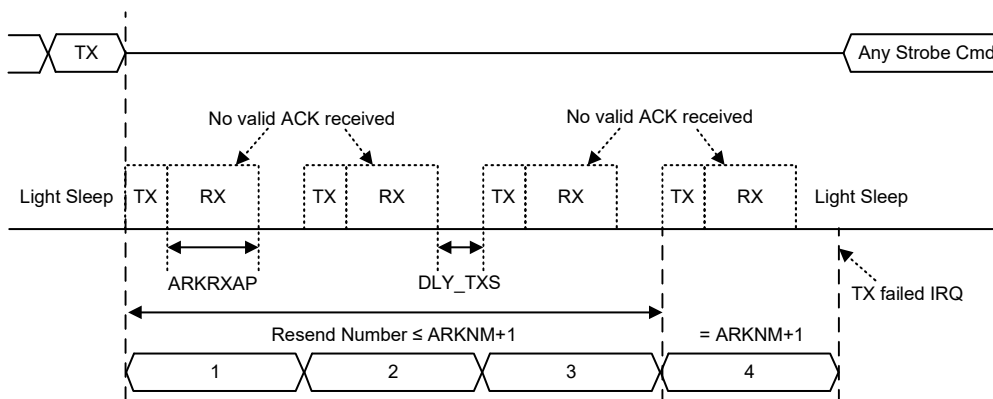 TX
Any Strobe Cmd
No valid ACK received
No valid ACK received
Light Sleep
TX
RX
TX
RX
TX
RX
TX
RX
Light Sleep
ARKRXAP
DLY_TXS
TX failed IRQ
Resend Number ≤ ARKNM+1
= ARKNM+1
1
2
3
4